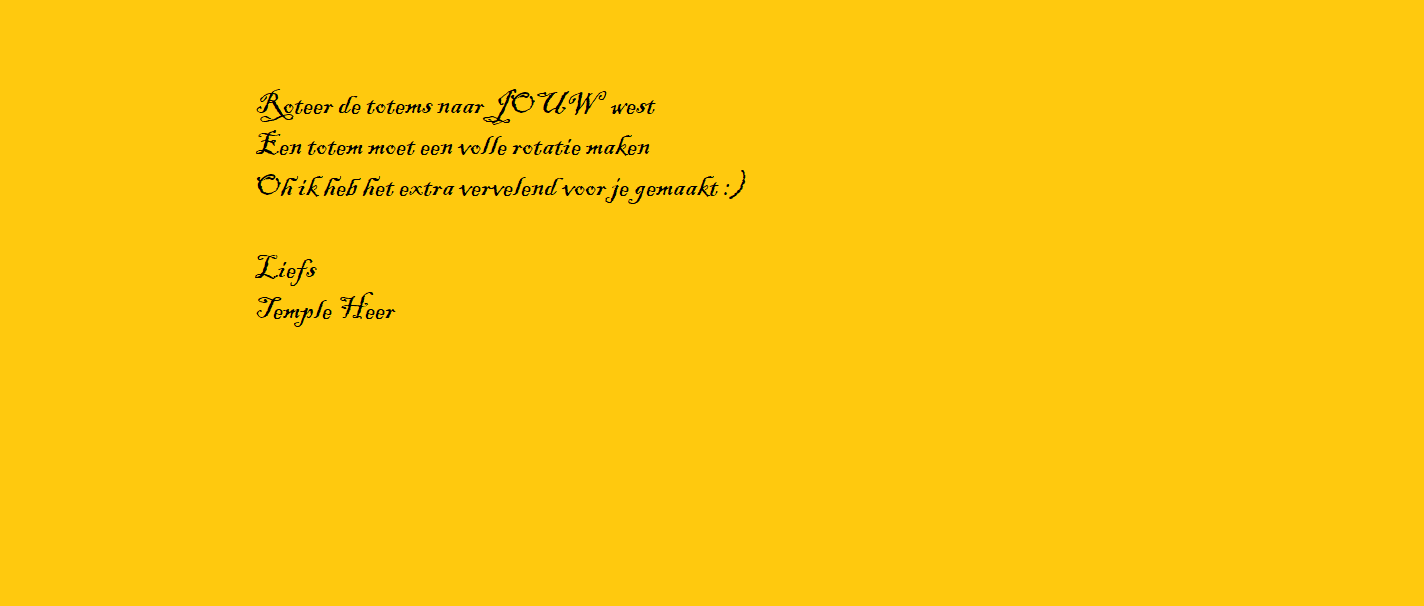 Roteer de totems naar JOUW west
Een totem moet een volle rotatie maken
Oh ik heb het extra vervelend voor je gemaakt :)
Liefs
Temple Heer